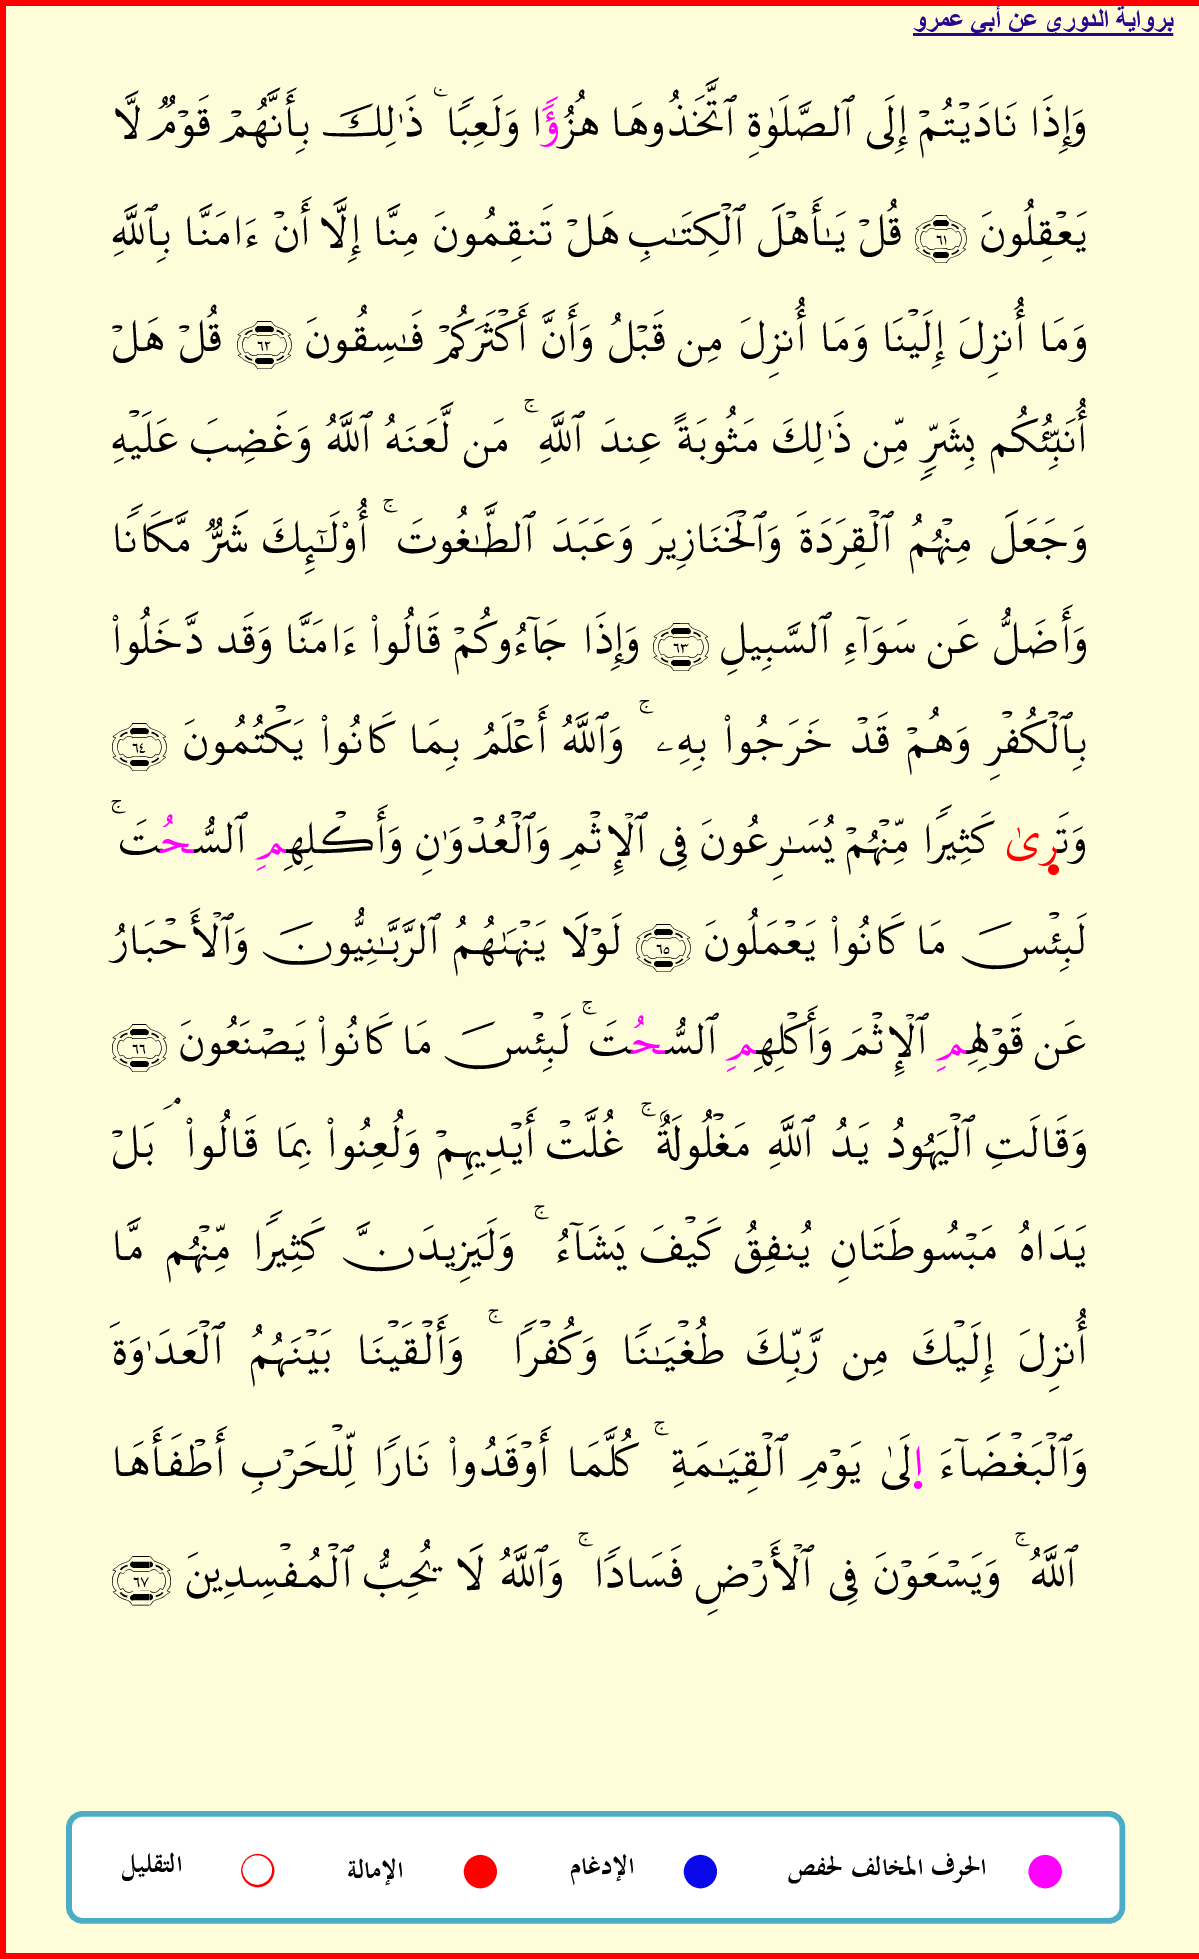 برواية الدوري عن أبي عمرو
وَإِذَا نَادَيۡتُمۡ إِلَى ٱلصَّلَوٰةِ ٱتَّخَذُوهَا هُزُؤٗا وَلَعِبٗاۚ ذَٰلِكَ بِأَنَّهُمۡ قَوۡمٞ لَّا
يَعۡقِلُونَ ٦١ قُلۡ يَٰٓأَهۡلَ ٱلۡكِتَٰبِ هَلۡ تَنقِمُونَ مِنَّا إِلَّا أَنۡ ءَامَنَّا بِٱللَّهِ
وَمَا أُنزِلَ إِلَيۡنَا وَمَا أُنزِلَ مِن قَبۡلُ وَأَنَّ أَكۡثَرَكُمۡ فَٰسِقُونَ ٦٢ قُلۡ هَلۡ
أُنَبِّئُكُم بِشَرّٖ مِّن ذَٰلِكَ مَثُوبَةً عِندَ ٱللَّهِۚ مَن لَّعَنَهُ ٱللَّهُ وَغَضِبَ عَلَيۡهِ
وَجَعَلَ مِنۡهُمُ ٱلۡقِرَدَةَ وَٱلۡخَنَازِيرَ وَعَبَدَ ٱلطَّٰغُوتَۚ أُوْلَٰٓئِكَ شَرّٞ مَّكَانٗا
وَأَضَلُّ عَن سَوَآءِ ٱلسَّبِيلِ ٦٣ وَإِذَا جَآءُوكُمۡ قَالُواْ ءَامَنَّا وَقَد دَّخَلُواْ
بِٱلۡكُفۡرِ وَهُمۡ قَدۡ خَرَجُواْ بِهِۦۚ وَٱللَّهُ أَعۡلَمُ بِمَا كَانُواْ يَكۡتُمُونَ ٦٤
وَتَرِىٰ كَثِيرٗا مِّنۡهُمۡ يُسَٰرِعُونَ فِي ٱلۡإِثۡمِ وَٱلۡعُدۡوَٰنِ وَأَكۡلِهِمِ ٱلسُّحُتَۚ
لَبِئۡسَ مَا كَانُواْ يَعۡمَلُونَ ٦٥ لَوۡلَا يَنۡهَىٰهُمُ ٱلرَّبَّٰنِيُّونَ وَٱلۡأَحۡبَارُ
عَن قَوۡلِهِمِ ٱلۡإِثۡمَ وَأَكۡلِهِمِ ٱلسُّحُتَۚ لَبِئۡسَ مَا كَانُواْ يَصۡنَعُونَ ٦٦
وَقَالَتِ ٱلۡيَهُودُ يَدُ ٱللَّهِ مَغۡلُولَةٌۚ غُلَّتۡ أَيۡدِيهِمۡ وَلُعِنُواْ بِمَا قَالُواْۘ بَلۡ
يَدَاهُ مَبۡسُوطَتَانِ يُنفِقُ كَيۡفَ يَشَآءُۚ وَلَيَزِيدَنَّ كَثِيرٗا مِّنۡهُم مَّا
أُنزِلَ إِلَيۡكَ مِن رَّبِّكَ طُغۡيَٰنٗا وَكُفۡرٗاۚ وَأَلۡقَيۡنَا بَيۡنَهُمُ ٱلۡعَدَٰوَةَ
وَٱلۡبَغۡضَآءَ اِلَىٰ يَوۡمِ ٱلۡقِيَٰمَةِۚ كُلَّمَا أَوۡقَدُواْ نَارٗا لِّلۡحَرۡبِ أَطۡفَأَهَا
ٱللَّهُۚ وَيَسۡعَوۡنَ فِي ٱلۡأَرۡضِ فَسَادٗاۚ وَٱللَّهُ لَا يُحِبُّ ٱلۡمُفۡسِدِينَ ٦٧
الحرف المخالف لحفص الإدغام الإمالة التقليل